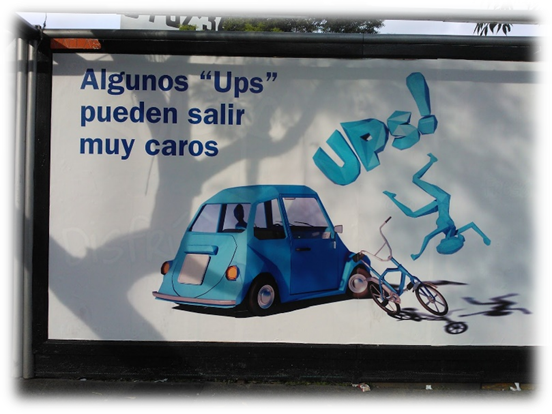 Algunos “Ups”
pueden salir
muy caros
UPS!